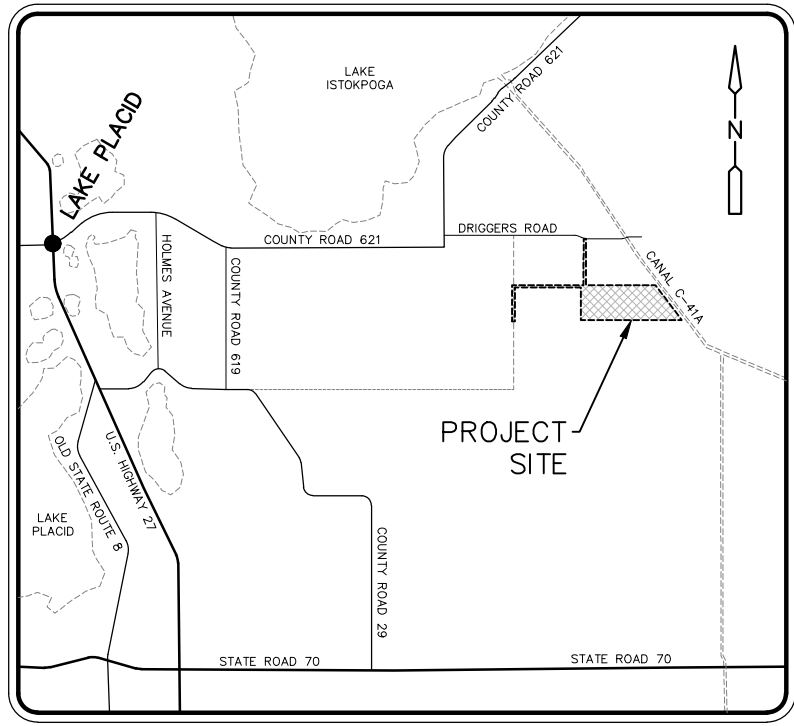 LAKE
ISTOKPOGA
COUNTY ROAD 621
N
LAKE PLACID
DRIGGERS ROAD
COUNTY ROAD 621
HOLMES AVENUE
COUNTY ROAD 619
CANAL C-41A
PROJECT
SITE
OLD STATE ROUTE 8
U.S. HIGHWAY 27
LAKE
PLACID
COUNTY ROAD 29
STATE ROAD 70
STATE ROAD 70